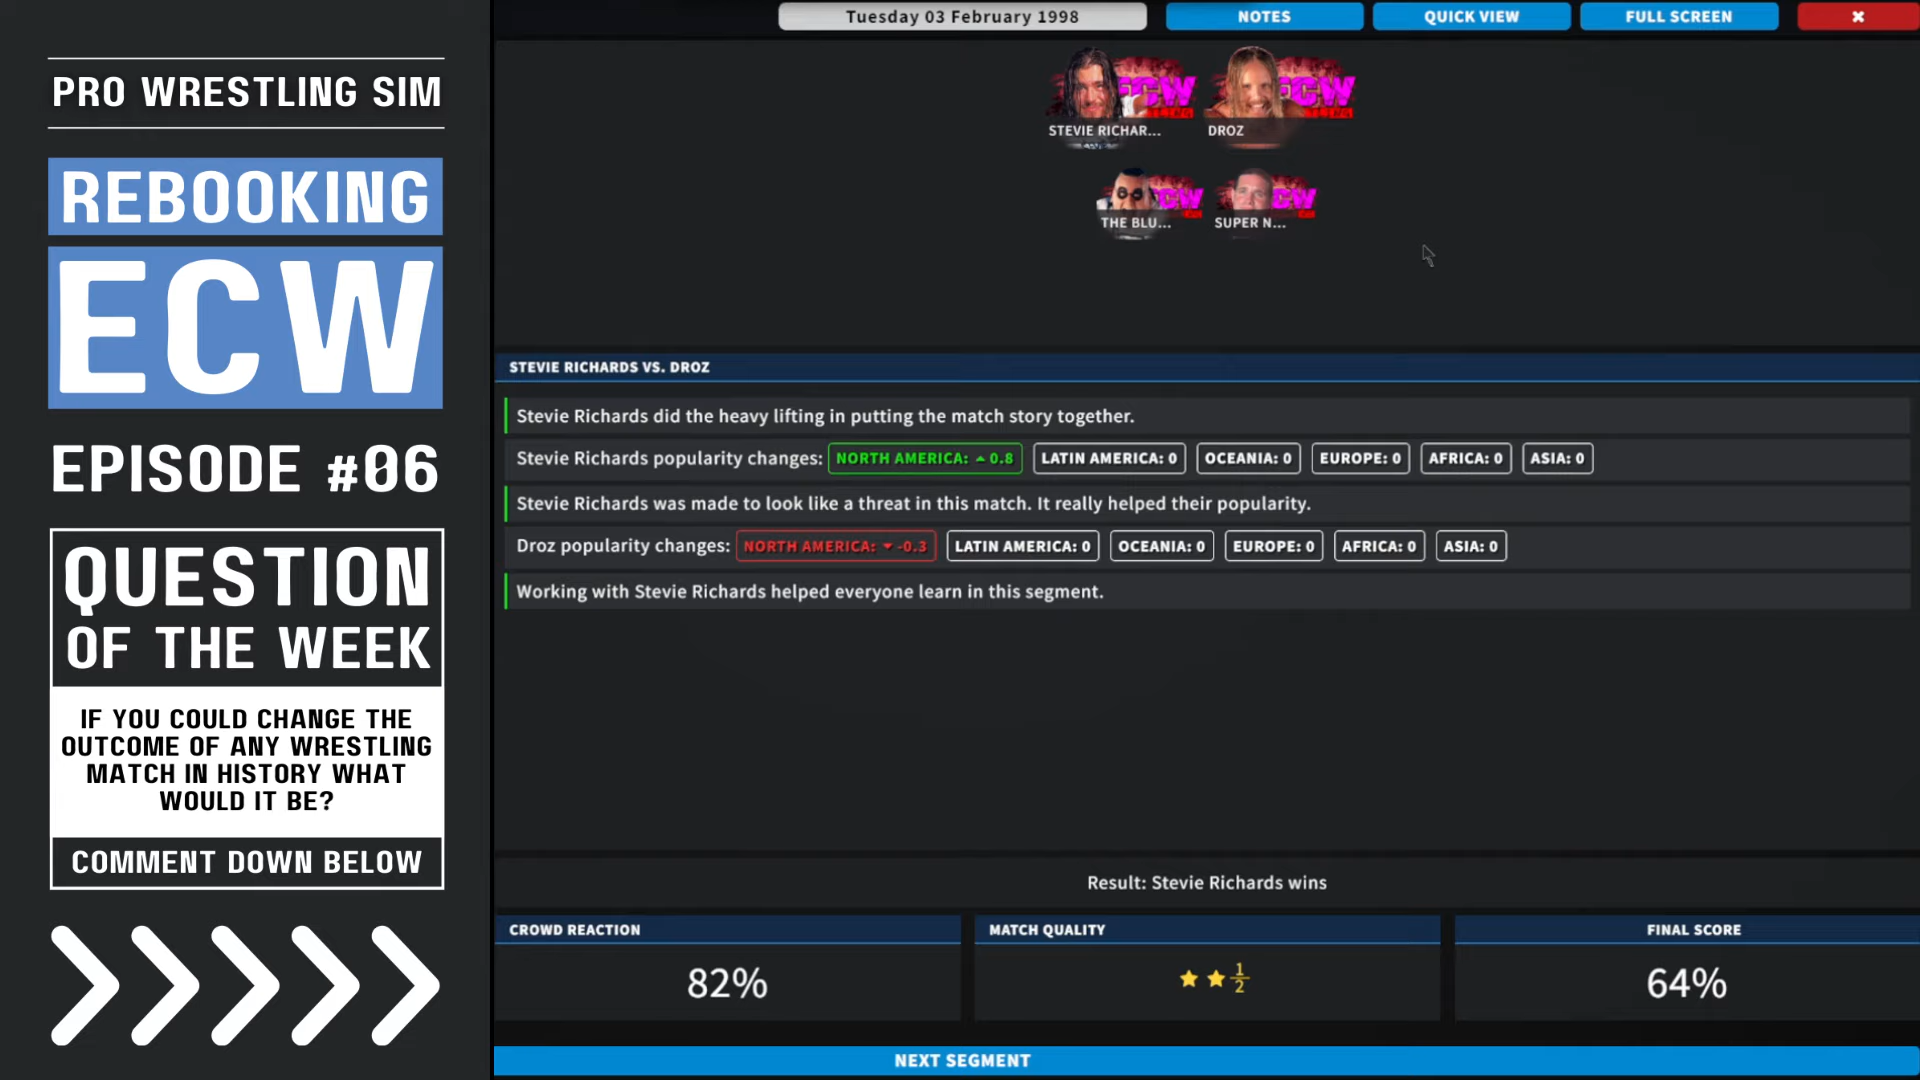 PRO WRESTLING SIM
REBOOKING
ECW
EPISODE #06
QUESTION
OF THE WEEK
IF YOU COULD CHANGE THE
OUTCOME OF ANY WRESTLING
MATCH IN HISTORY WHAT
WOULD IT BE?
COMMENT DOWN BELOW
Tuesday 03 February 1998
NOTES
QUICK VIEW
FULL SCREEN
ECW
ECW
STEVIE RICHAR...
DROZ
THE BLU...
SUPER N...
STEVIE RICHARDS VS. DROZ
Stevie Richards did the heavy lifting in putting the match story together.
Stevie Richards popularity changes: NORTH AMERICA: 0.8 LATIN AMERICA: 0 OCEANIA: 0 EUROPE: 0 AFRICA: 0 ASIA: 0
Stevie Richards was made to look like a threat in this match. It really helped their popularity.
Droz popularity changes: NORTH AMERICA: -0.3 LATIN AMERICA: 0 OCEANIA: 0 EUROPE: 0 AFRICA: 0 ASIA: 0
Working with Stevie Richards helped everyone learn in this segment.
Result: Stevie Richards wins
CROWD REACTION
82%
MATCH QUALITY
1/2
FINAL SCORE
64%
NEXT SEGMENT